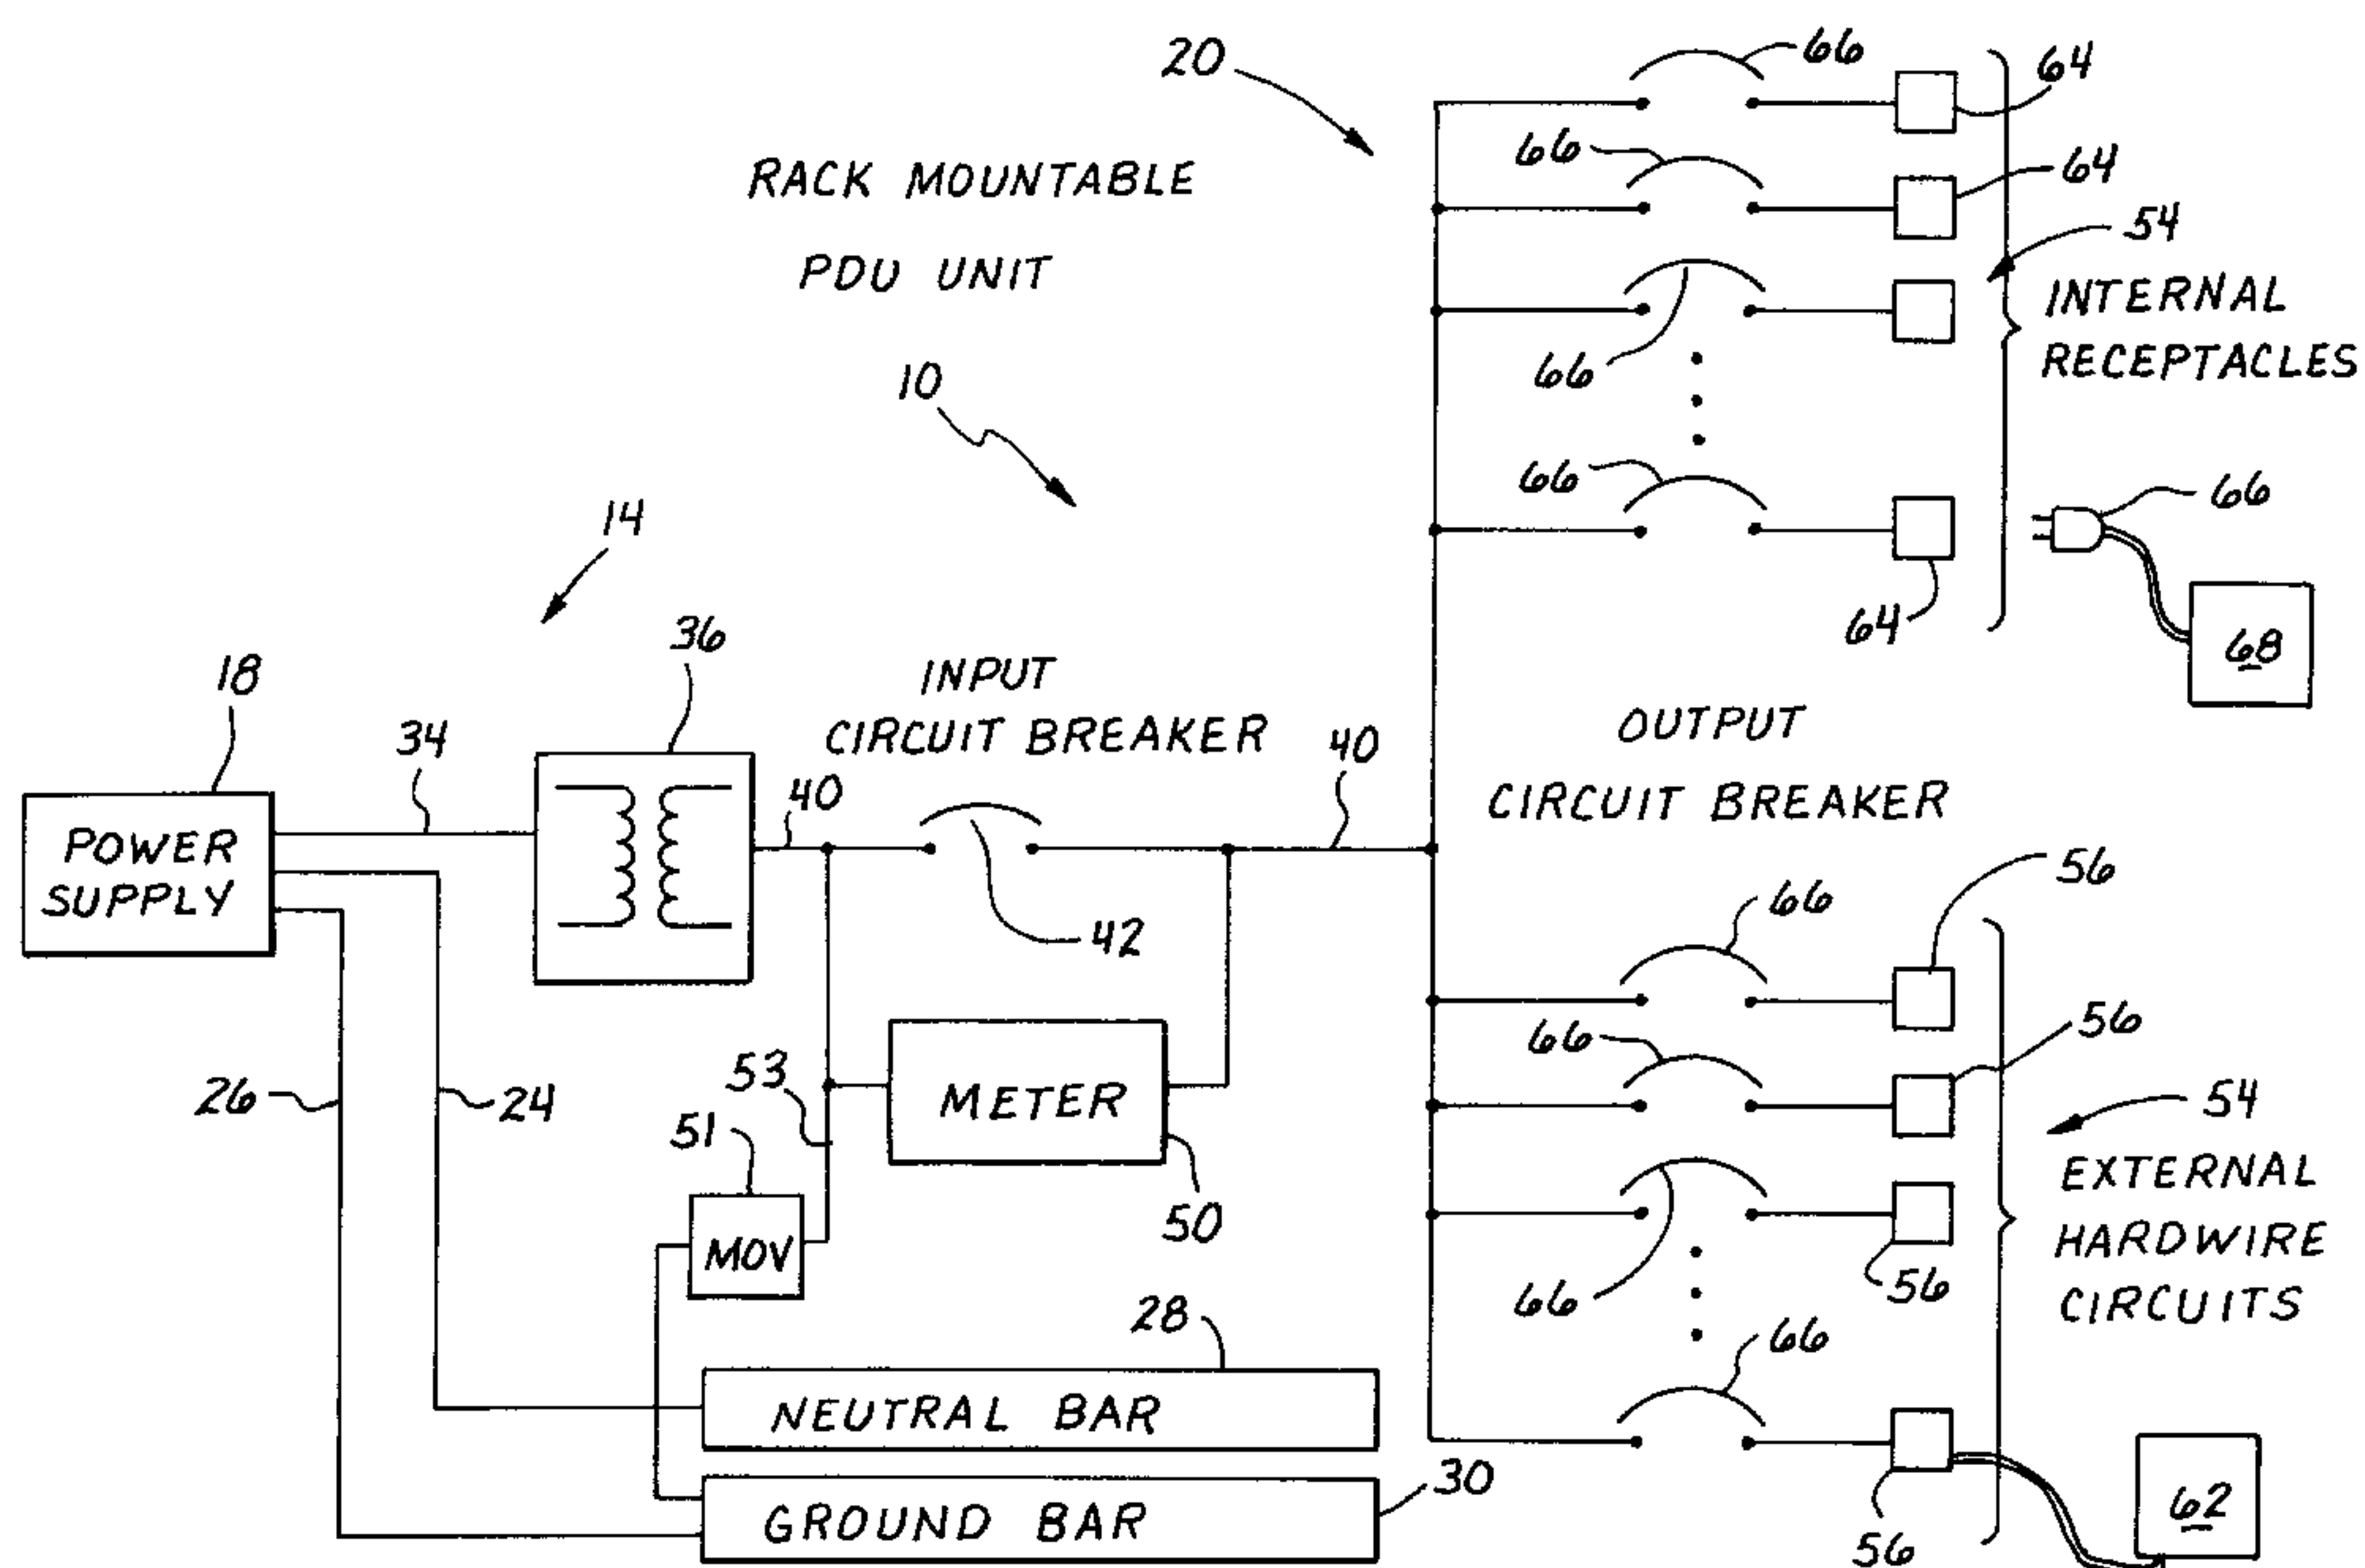 20
66
64
RACK MOUNTABLE
PDU UNIT
66
64
54
INTERNAL
RECEPTACLES
66
10
66
66
14
64
68
36
INPUT
CIRCUIT BREAKER
18
34
40
40
OUTPUT
CIRCUIT BREAKER
POWER
SUPPLY
42
66
56
66
56
26
24
53
METER
54
51
50
EXTERNAL
HARDWIRE
CIRCUITS
MOV
66
56
28
66
NEUTRAL BAR
30
GROUND BAR
56
62